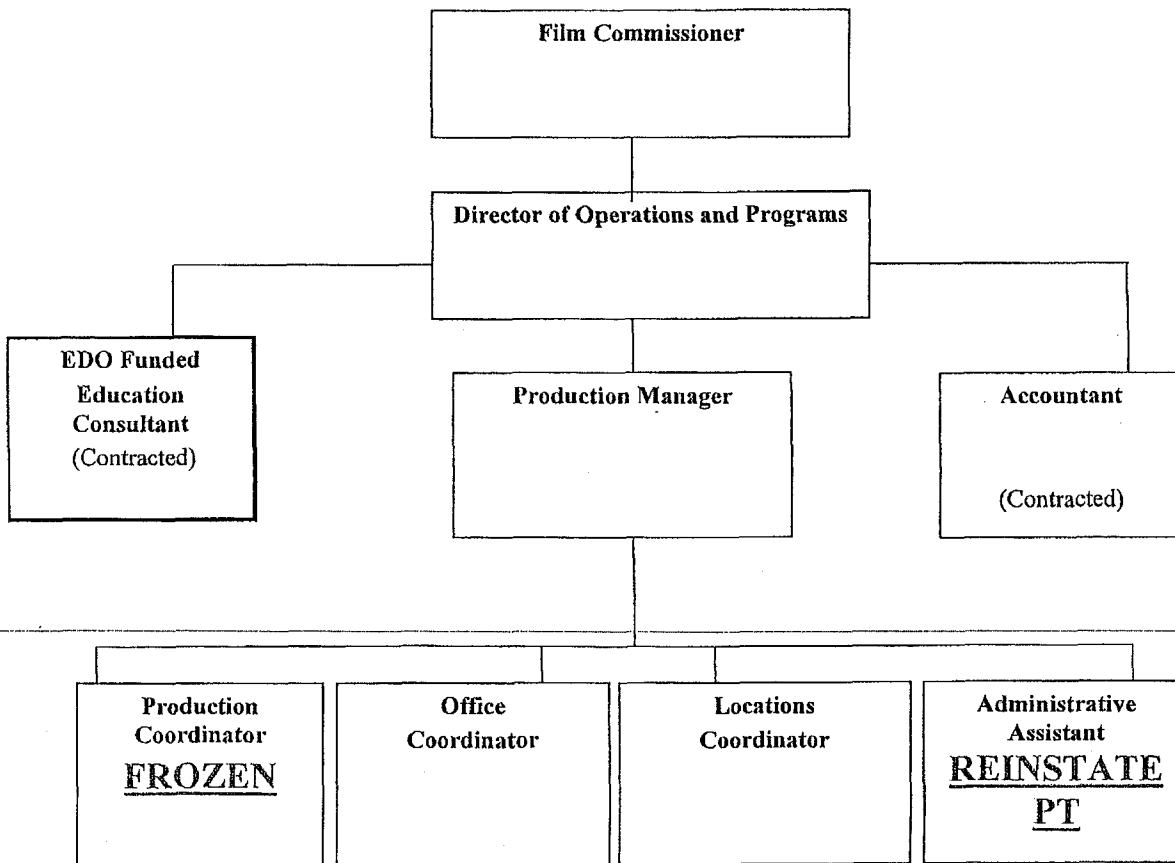 Film Commissioner
Director of Operations and Programs
EDO Funded
Education
Consultant
(Contracted)
Production Manager
Accountant
(Contracted)
Production
Coordinator
FROZEN
Office
Coordinator
Locations
Coordinator
Administrative
Assistant
REINSTATE
PT